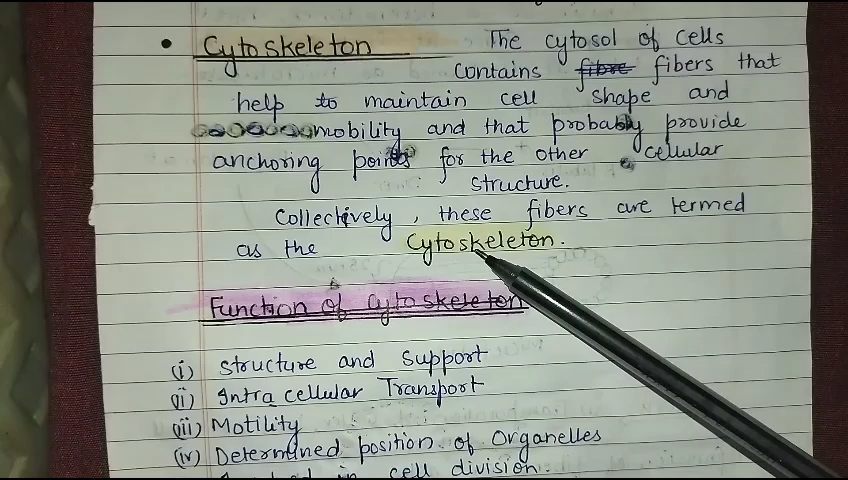 • Cytoskeleton The cytosol of cells
contains fibers that
help to maintain cell shape and
mobility and that probably provide
anchoring points for the other cellular
structure.
Collectively, these fibers are termed
as the Cytoskeleton.
Function of Cytoskeleton
(i) Structure and Support
(ii) Intra cellular Transport
(iii) Motility
(iv) Determined position of Organelles
in cell division.